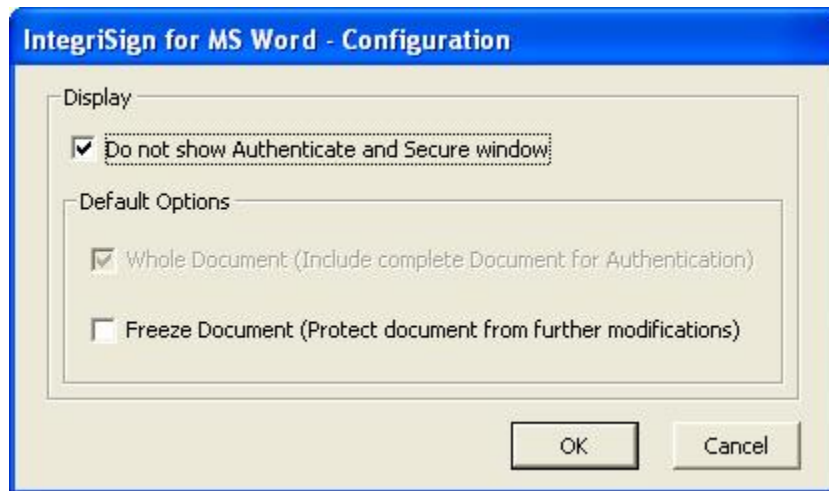 IntegriSign for MS Word - Configuration
Display
Do not show Authenticate and Secure window
Default Options
Whole Document (Include complete Document for Authentication)
Freeze Document (Protect document from further modifications)
OK Cancel